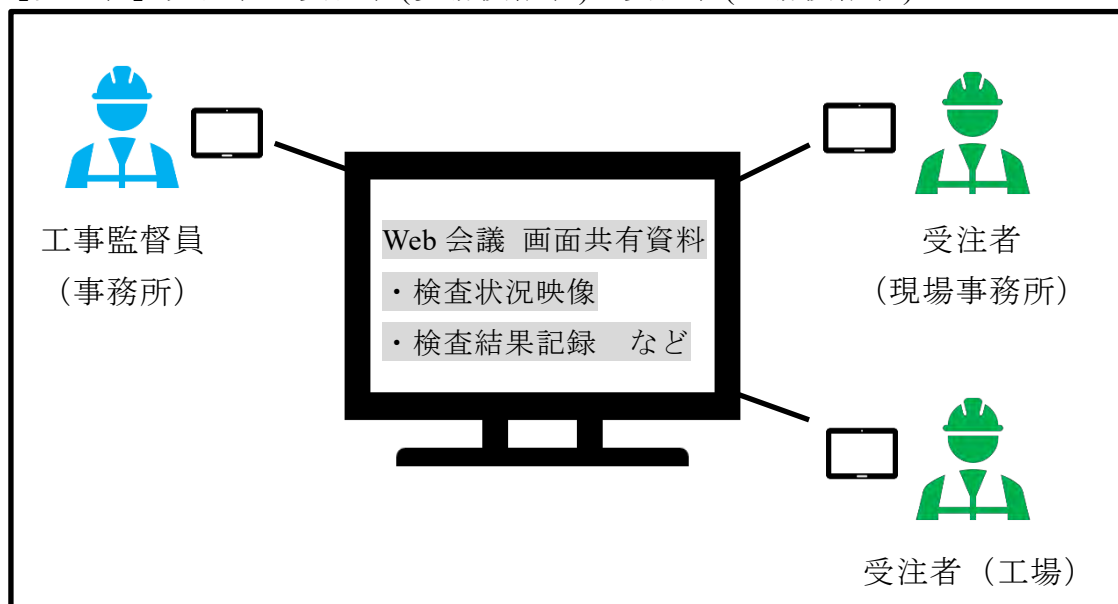 工事監督員
（事務所）
Web 会議 画面共有資料
・検査状況映像
・検査結果記録　など
受注者
（現場事務所）
受注者（工場）